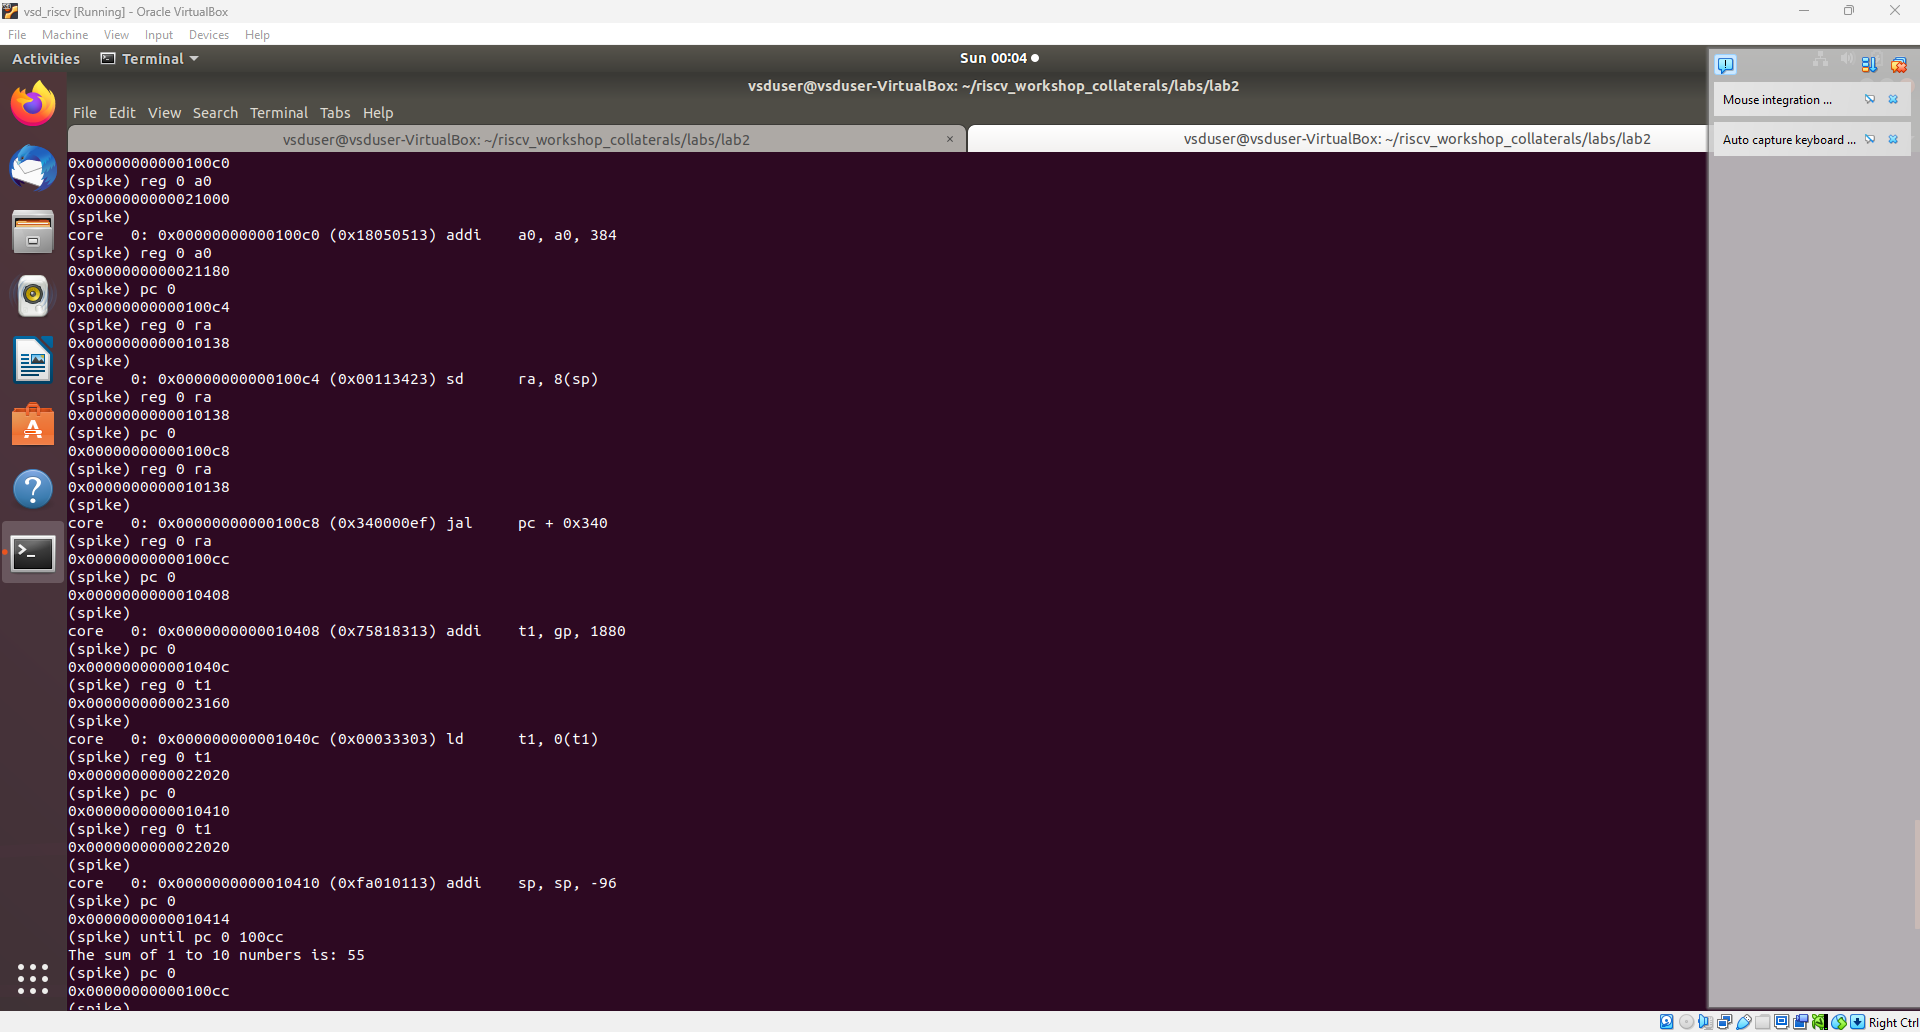 vsd_riscv [Running] - Oracle VirtualBox
File Machine View Input Devices Help
Activities Terminal Sun 00:04
vsduser@vsduser-VirtualBox: ~/riscv_workshop_collaterals/labs/lab2
File Edit View Search Terminal Tabs Help
vsduser@vsduser-VirtualBox: ~/riscv_workshop_collaterals/labs/lab2 × vsduser@vsduser-VirtualBox: ~/riscv_workshop_collaterals/labs/lab2
Mouse integration ...
Auto capture keyboard ...
0x00000000000100c0
(spike) reg 0 a0
0x0000000000021000
(spike)
core   0: 0x00000000000100c0 (0x18050513) addi    a0, a0, 384
(spike) reg 0 a0
0x0000000000021180
(spike) pc 0
0x00000000000100c4
(spike) reg 0 ra
0x0000000000010138
(spike)
core   0: 0x00000000000100c4 (0x00113423) sd      ra, 8(sp)
(spike) reg 0 ra
0x0000000000010138
(spike) pc 0
0x00000000000100c8
(spike) reg 0 ra
0x0000000000010138
(spike)
core   0: 0x00000000000100c8 (0x340000ef) jal     pc + 0x340
(spike) reg 0 ra
0x00000000000100cc
(spike) pc 0
0x0000000000010408
(spike)
core   0: 0x0000000000010408 (0x75818313) addi    t1, gp, 1880
(spike) pc 0
0x000000000001040c
(spike) reg 0 t1
0x0000000000023160
(spike)
core   0: 0x000000000001040c (0x00033303) ld      t1, 0(t1)
(spike) reg 0 t1
0x0000000000022020
(spike) pc 0
0x0000000000010410
(spike) reg 0 t1
0x0000000000022020
(spike)
core   0: 0x0000000000010410 (0xfa010113) addi    sp, sp, -96
(spike) pc 0
0x0000000000010414
(spike) until pc 0 100cc
The sum of 1 to 10 numbers is: 55
(spike) pc 0
0x00000000000100cc
(spike)
Right Ctrl